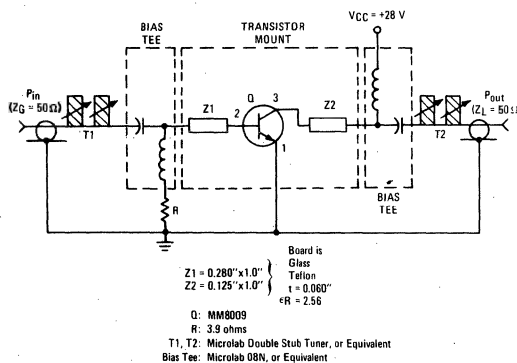 BIAS
TEE
TRANSISTOR
MOUNT
VCC = +28 V
Pin
(ZG = 50 Ω)
T1
Z1
2
Q
3
1
Z2
Pout
(ZL = 50 Ω)
T2
R
BIAS
TEE
Z1 = 0.280" x1.0"
Z2 = 0.125" x1.0"
Board is
Glass
Teflon
t = 0.060"
εR = 2.56
Q: MM8009
R: 3.9 ohms
T1, T2: Microlab Double Stub Tuner, or Equivalent
Bias Tee: Microlab 08N, or Equivalent